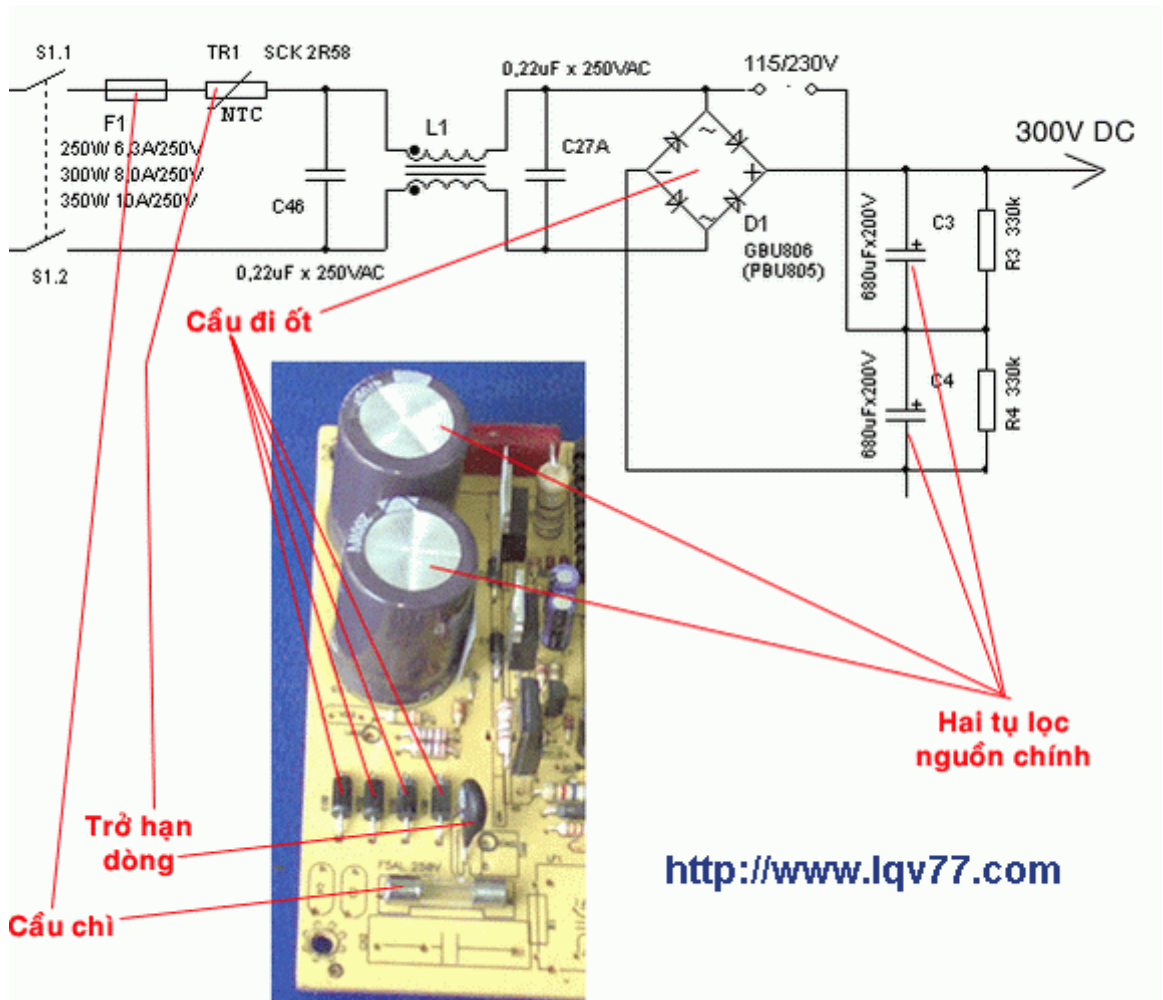 S1.1
TR1 SCK 2R58
0,22uF x 250VAC
115/230V
F1
NTC
L1
300V DC
250W 6,3A/250V
300W 8,0A/250V
350W 10A/250V
C46
C27A
D1
GBU806
(PBU805)
680uFx200V
C3
R3 330k
S1.2
0,22uF x 250VAC
Cầu đi ốt
680uFx200V
C4
R4 330k
Hai tụ lọc
nguồn chính
Trở hạn
dòng
F5AL 250V
http://www.lqv77.com
Cầu chì